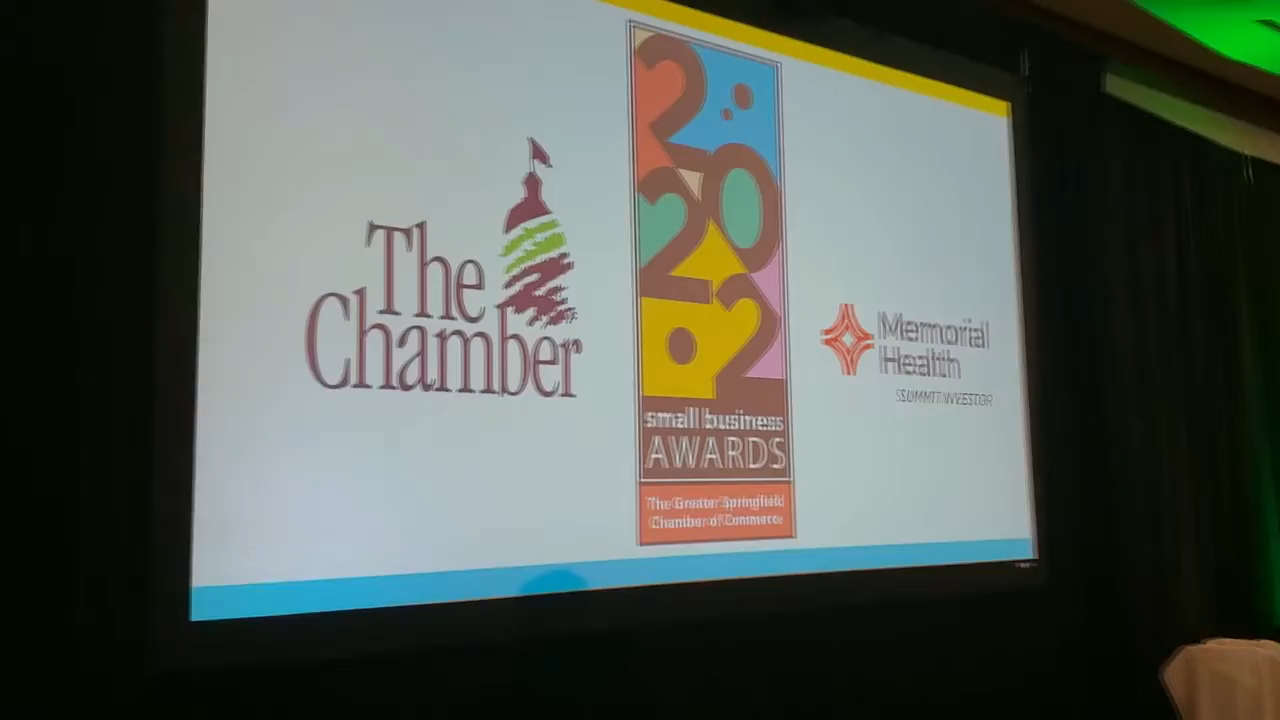 The
Chamber
2022
small business
AWARDS
The Greater Springfield
Chamber of Commerce
Memorial
Health
SUMMIT INVESTOR